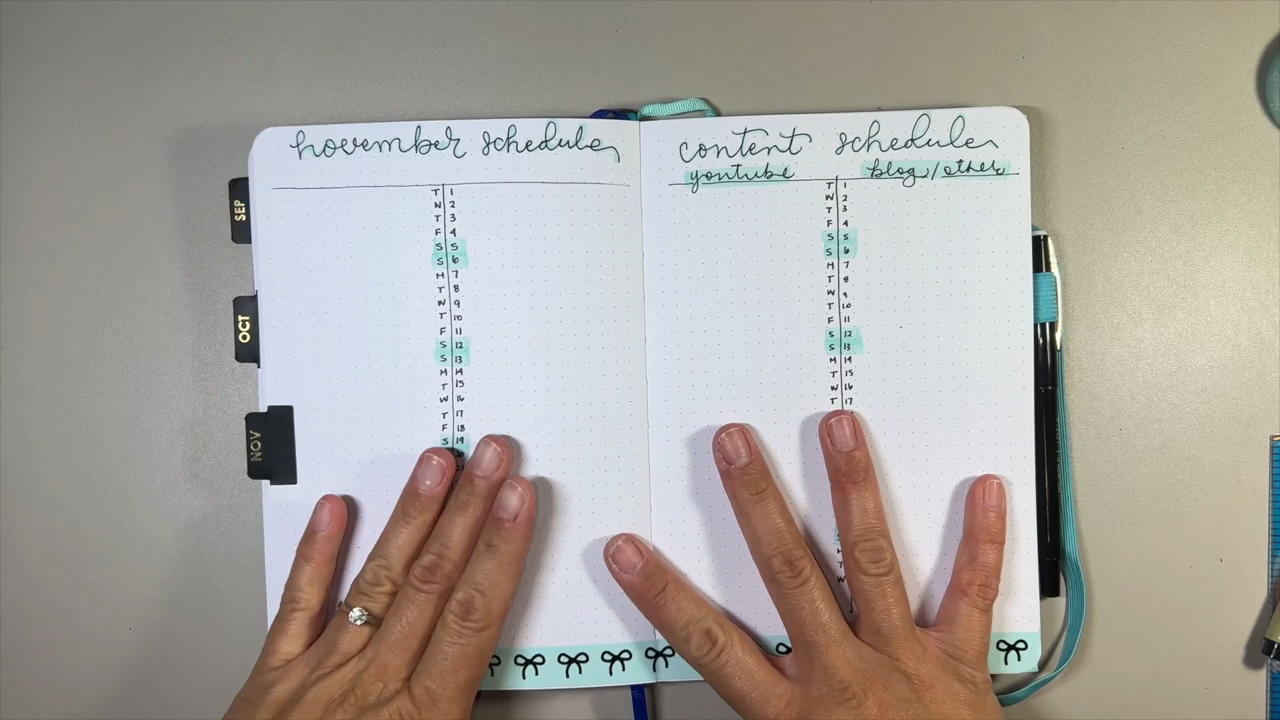 november schedule
T 1
W 2
T 3
F 4
S 5
S 6
M 7
T 8
W 9
T 10
F 11
S 12
S 13
M 14
T 15
W 16
T 17
F 18
S 19
content schedule
youtube blog/other
T 1
W 2
T 3
F 4
S 5
S 6
M 7
T 8
W 9
T 10
F 11
S 12
S 13
M 14
T 15
W 16
T 17
T
W
SEP
OCT
NOV